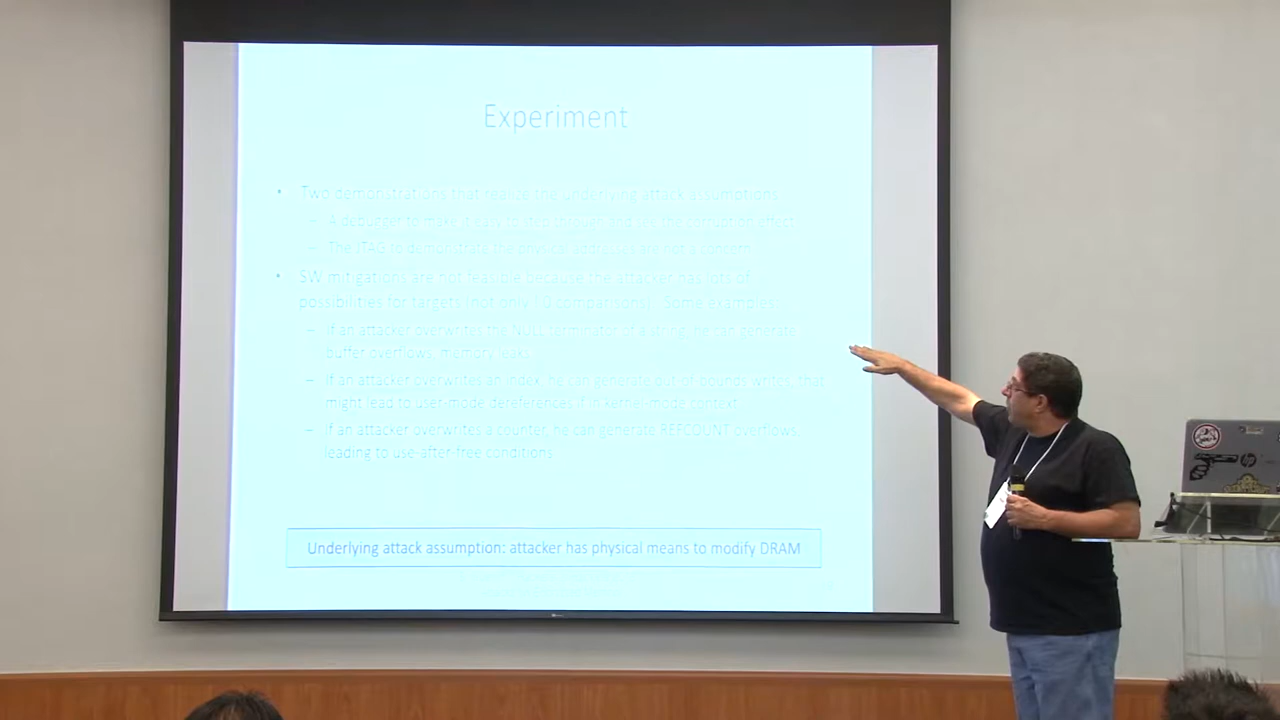 Experiment
• Two demonstrations that realize the underlying attack assumptions
– A debugger to make it easy to step through and see the corruption effect
– The JTAG to demonstrate the physical addresses are not a concern
• SW mitigations are not feasible because the attacker has lots of
possibilities for targets (not only 1.0 comparisons). Some examples:
– If an attacker overwrites the NULL terminator of a string, he can generate
buffer overflows, memory leaks
– If an attacker overwrites an index, he can generate out-of-bounds writes, that
might lead to user-mode dereferences if in kernel-mode context
– If an attacker overwrites a counter, he can generate REFCOUNT overflows,
leading to use-after-free conditions
Underlying attack assumption: attacker has physical means to modify DRAM
hp